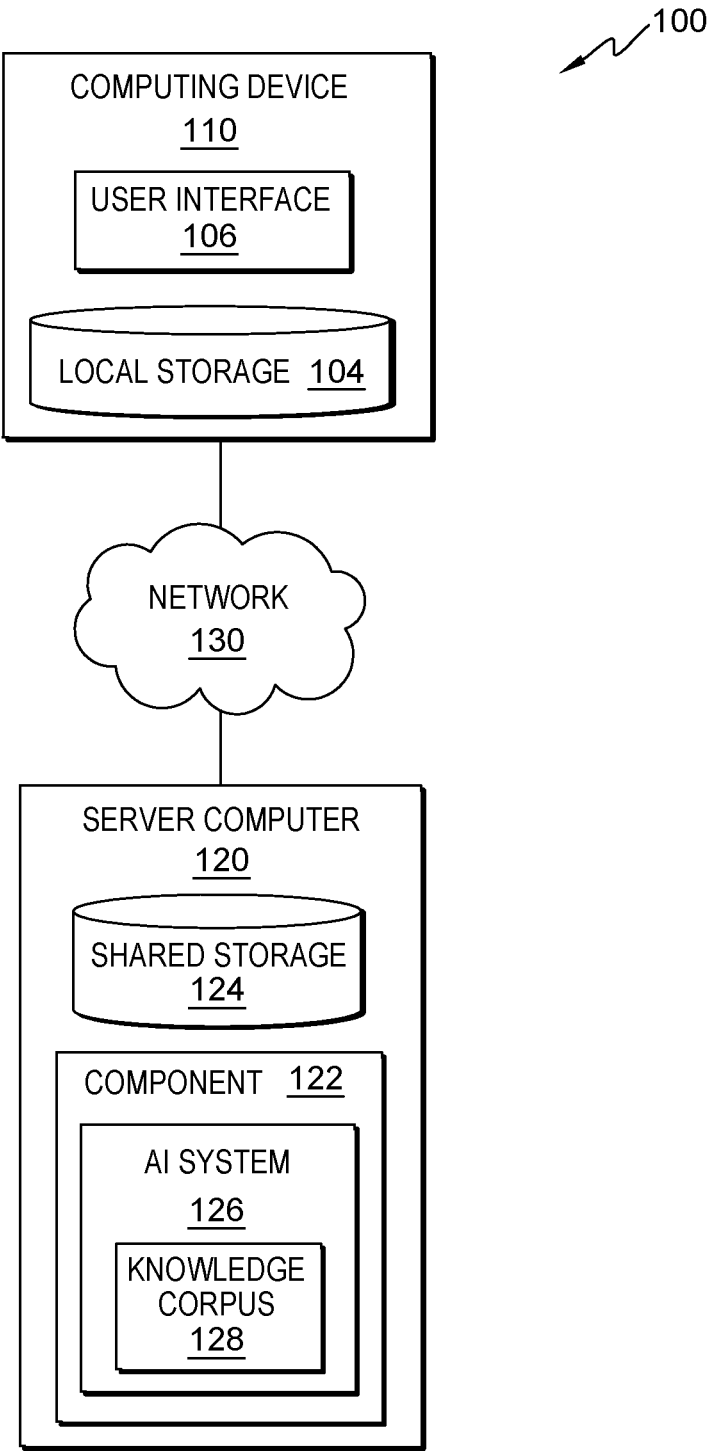 100
COMPUTING DEVICE
110
USER INTERFACE
106
LOCAL STORAGE 104
NETWORK
130
SERVER COMPUTER
120
SHARED STORAGE
124
COMPONENT 122
AI SYSTEM
126
KNOWLEDGE
CORPUS
128